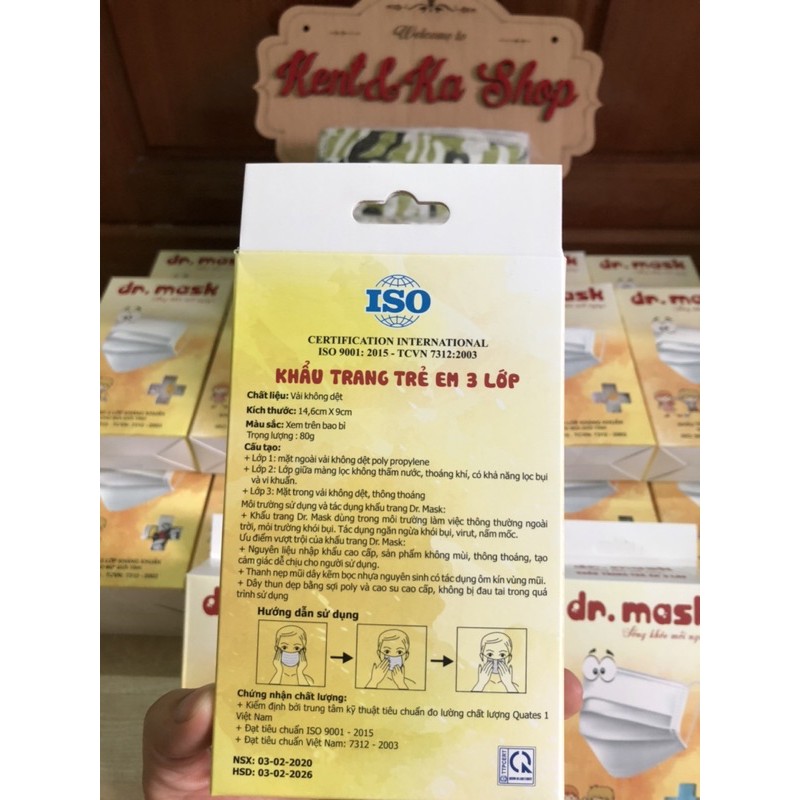 Welcome to
Kent&Ka Shop
ISO
CERTIFICATION INTERNATIONAL
ISO 9001: 2015 - TCVN 7312:2003
KHẨU TRANG TRẺ EM 3 LỚP
Chất liệu: Vải không dệt
Kích thước: 14,6cm X 9cm
Màu sắc: Xem trên bao bì
Trọng lượng : 80g
Cấu tạo:
+ Lớp 1: mặt ngoài vải không dệt poly propylene
+ Lớp 2: Lớp giữa màng lọc không thấm nước, thoáng khí, có khả năng lọc bụi
và vi khuẩn.
+ Lớp 3: Mặt trong vải không dệt, thông thoáng
Môi trường sử dụng và tác dụng khẩu trang Dr. Mask:
+ Khẩu trang Dr. Mask dùng trong môi trường làm việc thông thường ngoài
trời, môi trường khói bụi. Tác dụng ngăn ngừa khói bụi, virut, nấm mốc.
Ưu điểm vượt trội của khẩu trang Dr. Mask:
+ Nguyên liệu nhập khẩu cao cấp, sản phẩm không mùi, thông thoáng, tạo
cảm giác dễ chịu cho người sử dụng.
+ Thanh nẹp mũi dây kẽm bọc nhựa nguyên sinh có tác dụng ôm kín vùng mũi.
+ Dây thun dẹp bằng sợi poly và cao su cao cấp, không bị đau tai trong quá
trình sử dụng
Hướng dẫn sử dụng
Chứng nhận chất lượng:
+ Kiểm định bởi trung tâm kỹ thuật tiêu chuẩn đo lường chất lượng Quates 1
Việt Nam
+ Đạt tiêu chuẩn ISO 9001 - 2015
+ Đạt tiêu chuẩn Việt Nam: 7312 - 2003
NSX: 03-02-2020
HSD: 03-02-2026
TTPCERT
dr. mask
dr. mask
dr. mask
Sống khỏe mỗi ngày